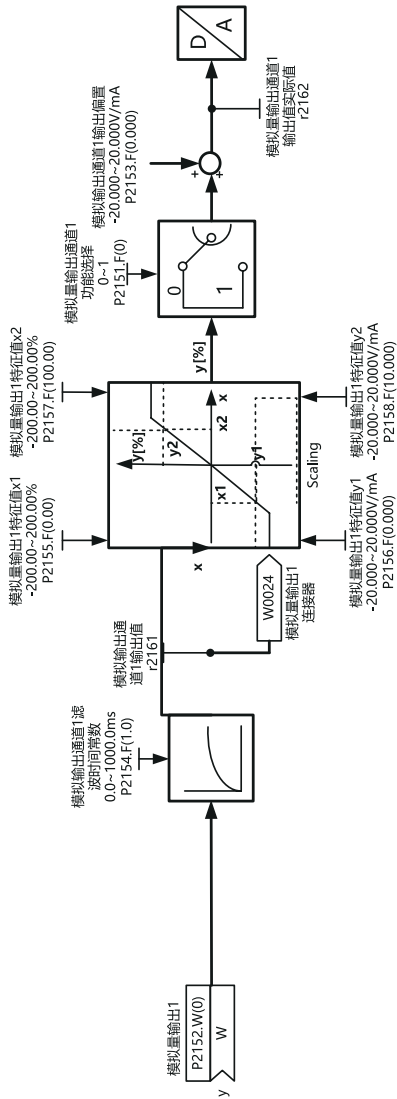 模拟量输出1
P2152.W(0)
W
y
模拟输出通道1滤
波时间常数
0.0~1000.0ms
P2154.F(1.0)
模拟输出通
道1输出值
r2161
W0024
模拟量输出1
连接器
模拟量输出1特征值x1
-200.00~200.00%
P2155.F(0.00)
模拟量输出1特征值x2
-200.00~200.00%
P2157.F(100.00)
x
y[%]
y2
x1
x2
x
y1
Scaling
模拟量输出1特征值y1
-20.000~20.000V/mA
P2156.F(0.000)
模拟量输出1特征值y2
-20.000~20.000V/mA
P2158.F(10.000)
y[%]
模拟量输出通道1
功能选择
0~1
P2151.F(0)
0
1
模拟输出通道1输出偏置
-20.000~20.000V/mA
P2153.F(0.000)
+
+
模拟量输出通道1
输出值实际值
r2162
D
A